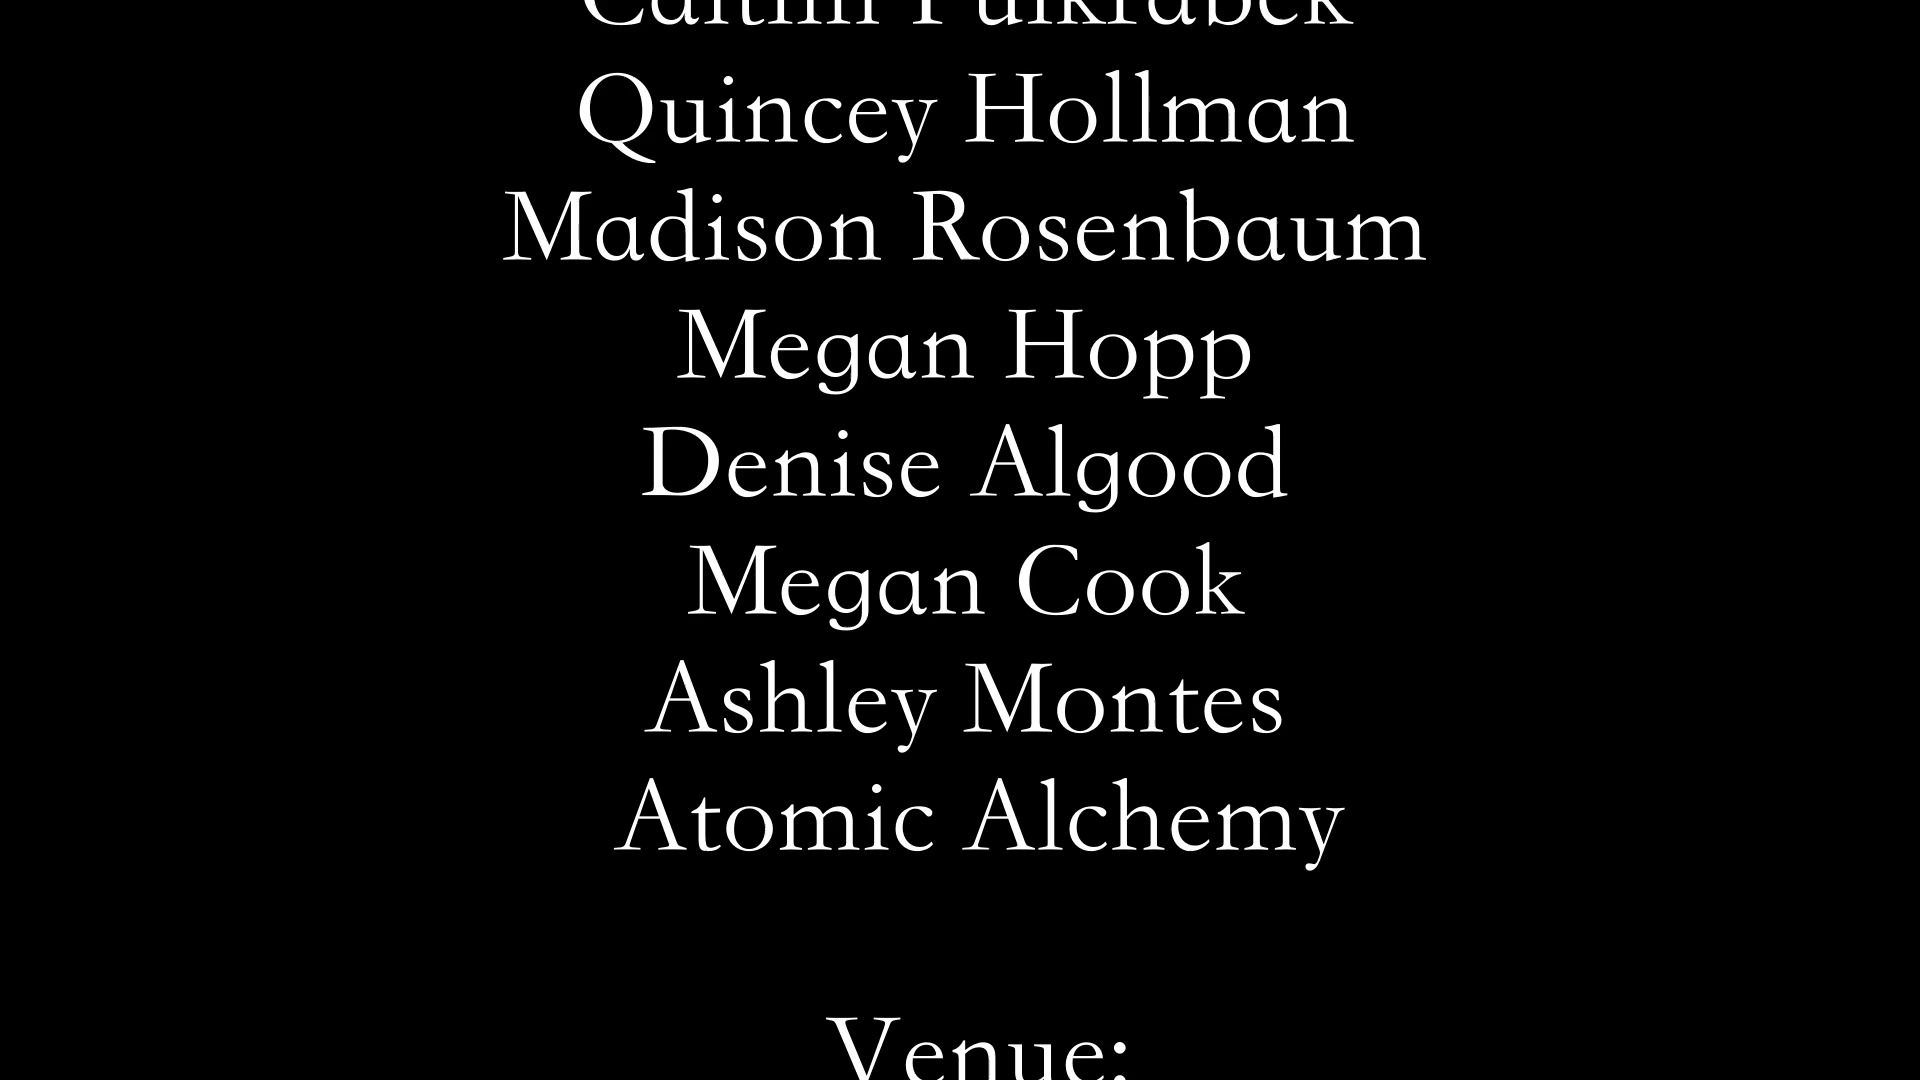 Caitlin Pulkrabek
Quincey Hollman
Madison Rosenbaum
Megan Hopp
Denise Algood
Megan Cook
Ashley Montes
Atomic Alchemy
Venue: